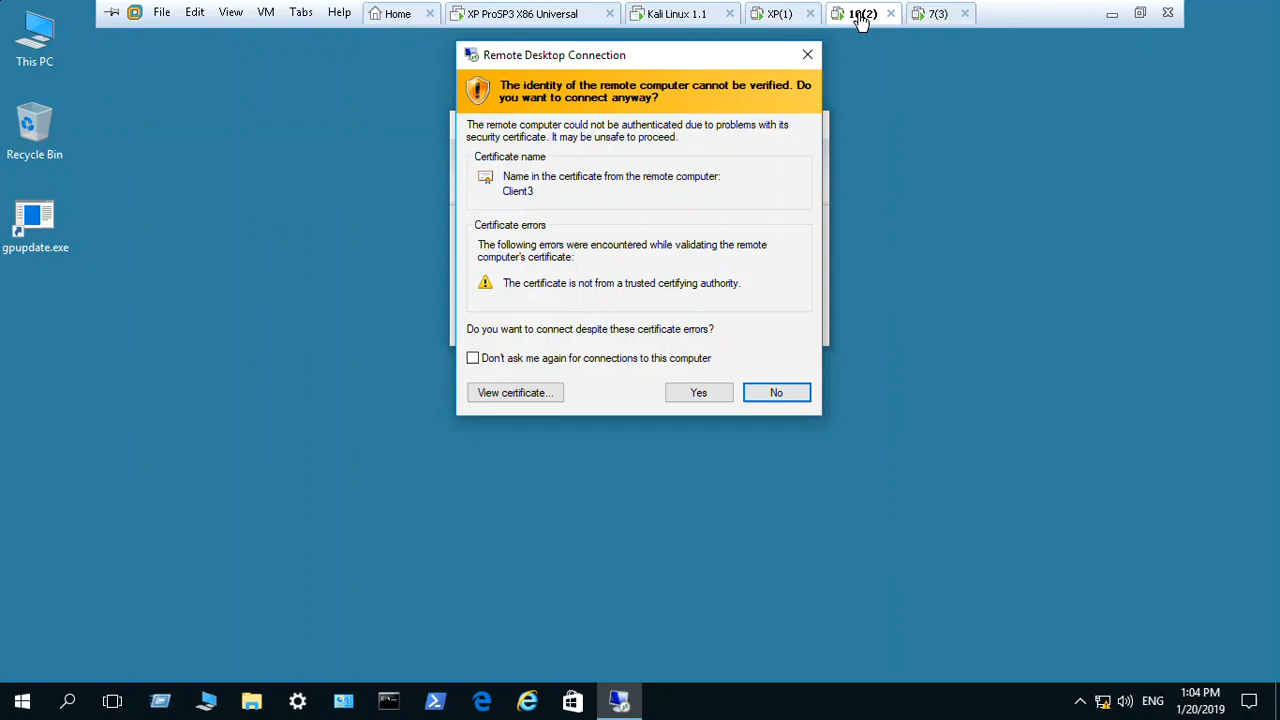 File Edit View VM Tabs Help Home XP ProSP3 X86 Universal Kali Linux 1.1 XP(1) 10(2) 7(3)
This PC
Recycle Bin
gpupdate.exe
Remote Desktop Connection
The identity of the remote computer cannot be verified. Do
you want to connect anyway?
The remote computer could not be authenticated due to problems with its
security certificate. It may be unsafe to proceed.
Certificate name
Name in the certificate from the remote computer:
Client3
Certificate errors
The following errors were encountered while validating the remote
computer's certificate:
The certificate is not from a trusted certifying authority.
Do you want to connect despite these certificate errors?
Don't ask me again for connections to this computer
View certificate... Yes No
ENG
1:04 PM
1/20/2019